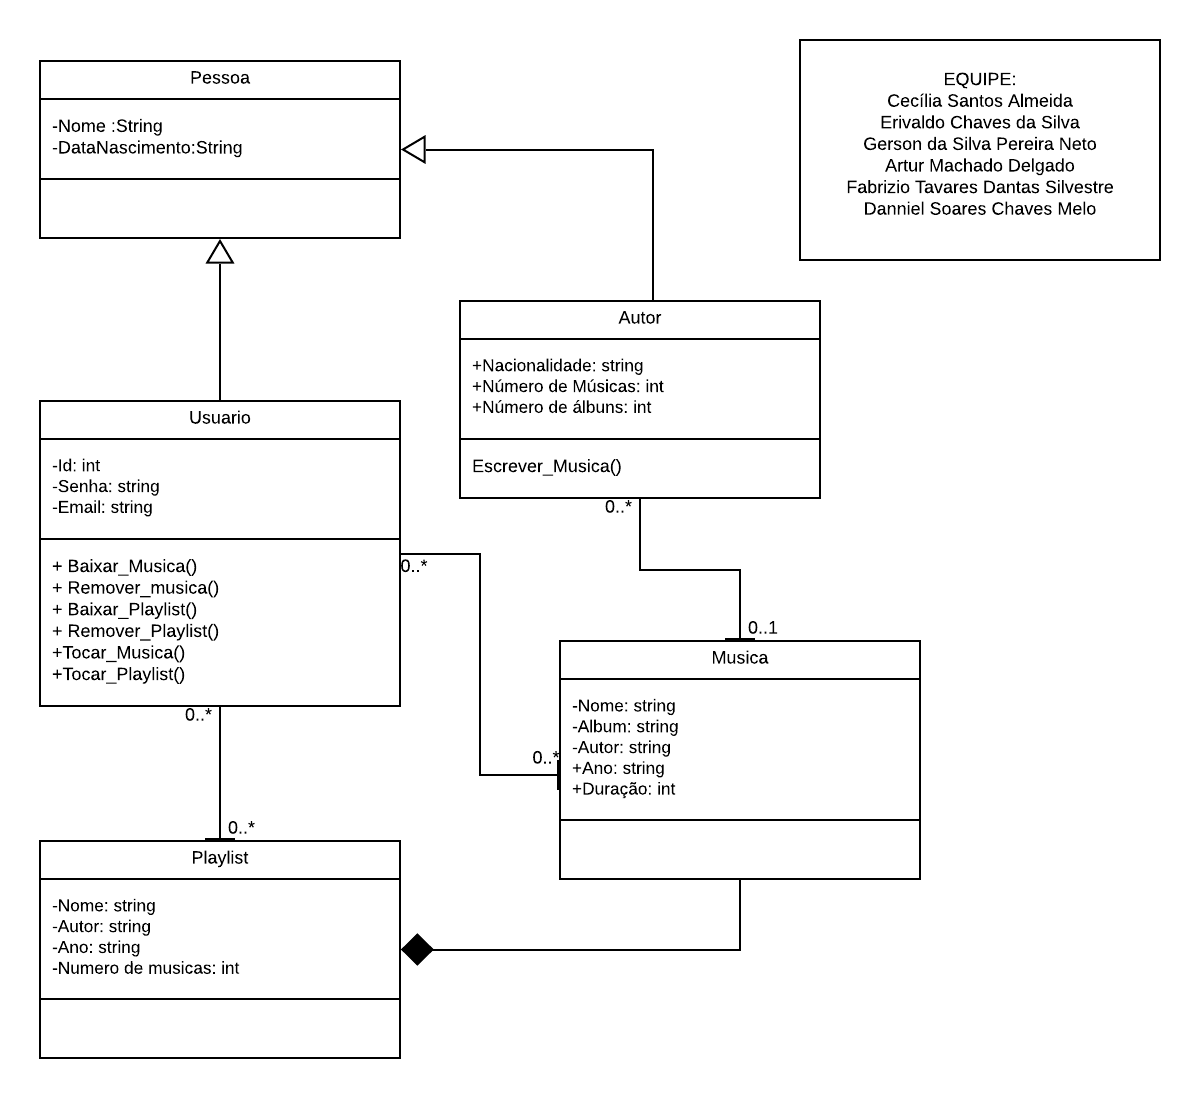 Pessoa
-Nome :String
-DataNascimento:String
EQUIPE:
Cecília Santos Almeida
Erivaldo Chaves da Silva
Gerson da Silva Pereira Neto
Artur Machado Delgado
Fabrizio Tavares Dantas Silvestre
Danniel Soares Chaves Melo
Autor
+Nacionalidade: string
+Número de Músicas: int
+Número de álbuns: int
Escrever_Musica()
0..*
Usuario
-Id: int
-Senha: string
-Email: string
+ Baixar_Musica()
+ Remover_musica()
+ Baixar_Playlist()
+ Remover_Playlist()
+Tocar_Musica()
+Tocar_Playlist()
0..*
0..*
0..1
Musica
-Nome: string
-Album: string
-Autor: string
+Ano: string
+Duração: int
0..*
0..*
Playlist
-Nome: string
-Autor: string
-Ano: string
-Numero de musicas: int